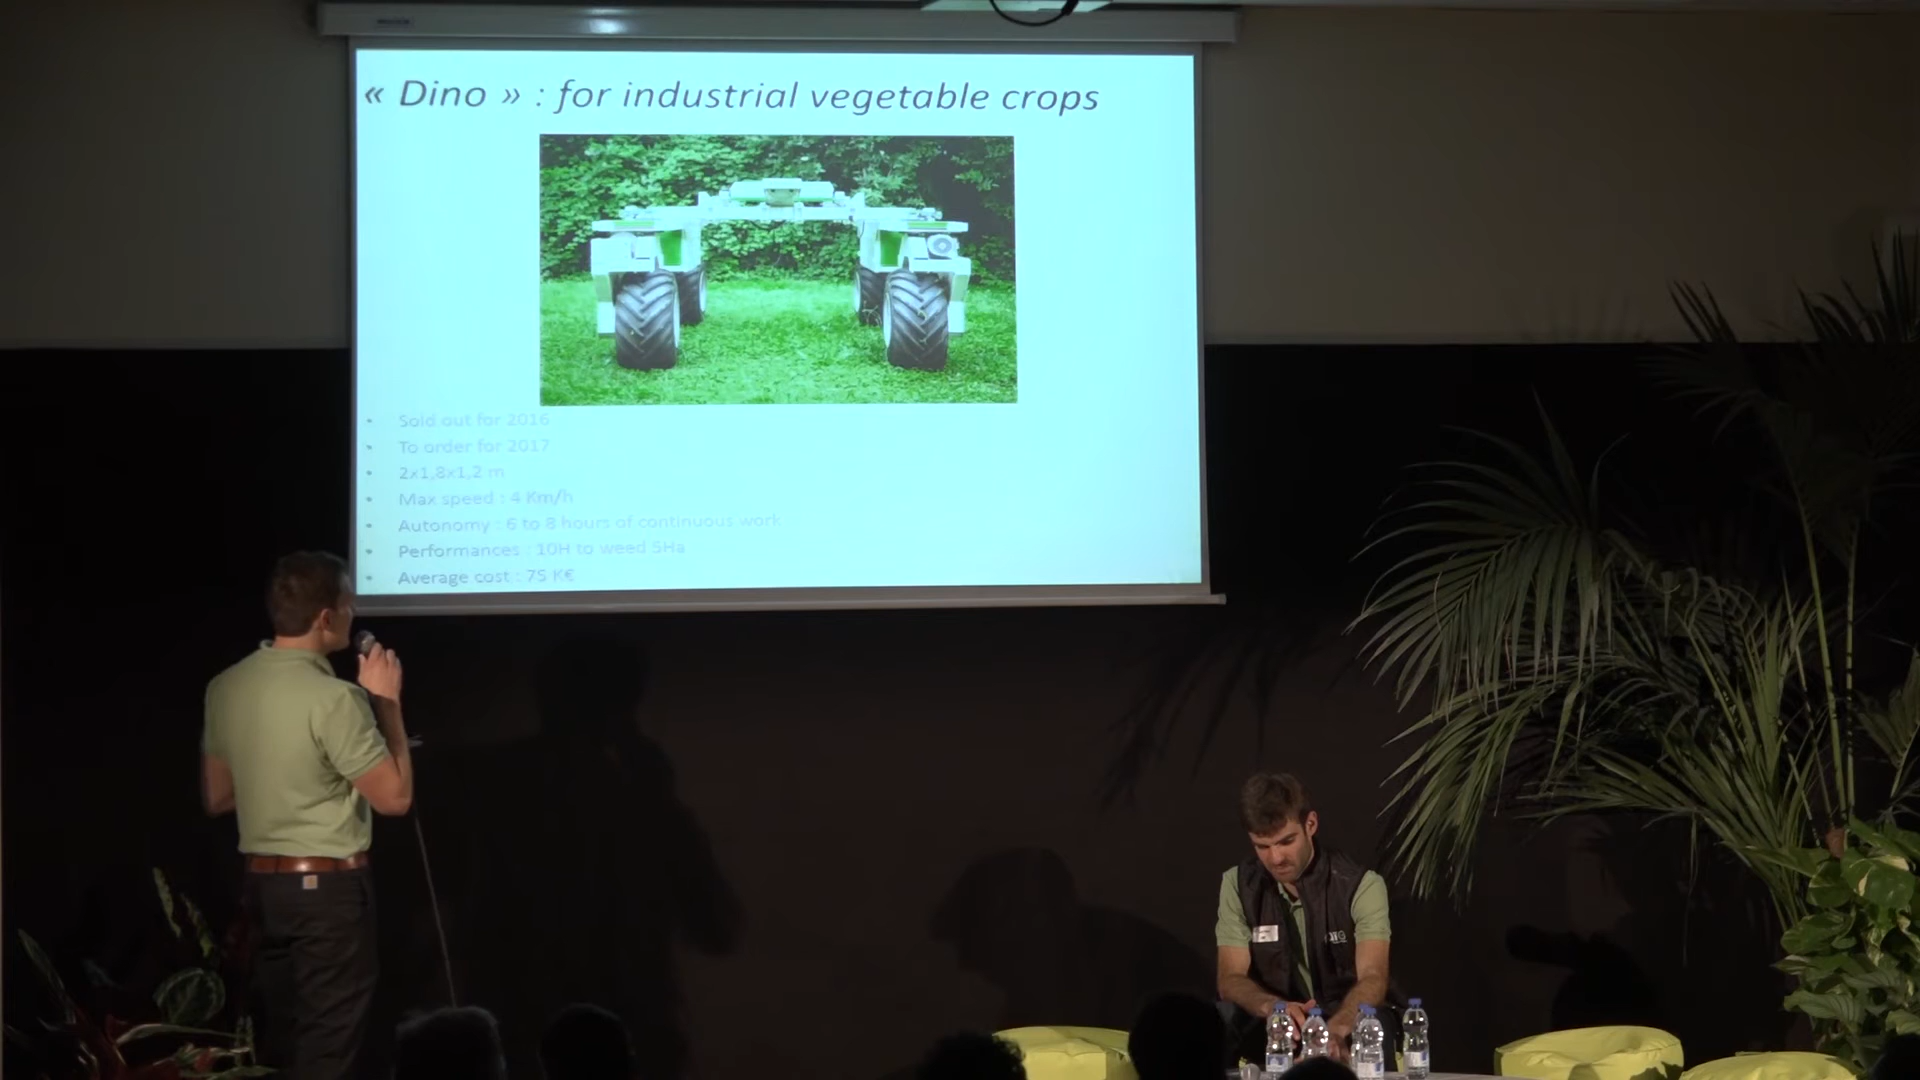 « Dino » : for industrial vegetable crops
• Sold out for 2016
• To order for 2017
• 2x1,8x1,2 m
• Max speed : 4 Km/h
• Autonomy : 6 to 8 hours of continuous work
• Performances : 10H to weed 5Ha
• Average cost : 75 K€